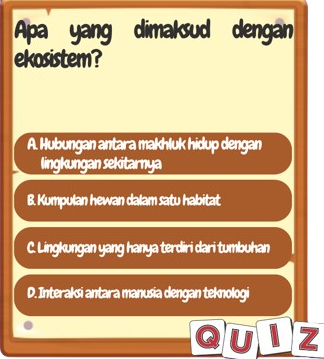 Apa yang dimaksud dengan
ekosistem?
A. Hubungan antara makhluk hidup dengan
lingkungan sekitarnya
B. Kumpulan hewan dalam satu habitat
C. Lingkungan yang hanya terdiri dari tumbuhan
D. Interaksi antara manusia dengan teknologi
QUIZ